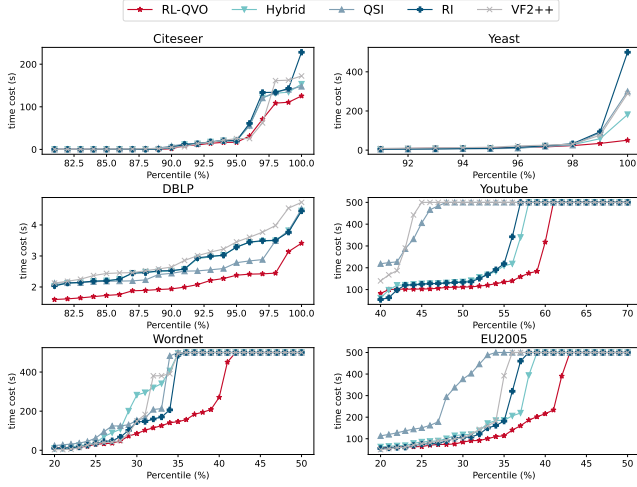 RL-QVO Hybrid QSI RI VF2++
Citeseer
time cost (s)
200
100
0
82.5 85.0 87.5 90.0 92.5 95.0 97.5 100.0
Percentile (%)
Yeast
time cost (s)
400
200
0
92 94 96 98 100
Percentile (%)
DBLP
time cost (s)
4
3
2
82.5 85.0 87.5 90.0 92.5 95.0 97.5 100.0
Percentile (%)
Youtube
time cost (s)
500
400
300
200
100
40 45 50 55 60 65 70
Percentile (%)
Wordnet
time cost (s)
400
200
0
20 25 30 35 40 45 50
Percentile (%)
EU2005
time cost (s)
500
400
300
200
100
20 25 30 35 40 45 50
Percentile (%)